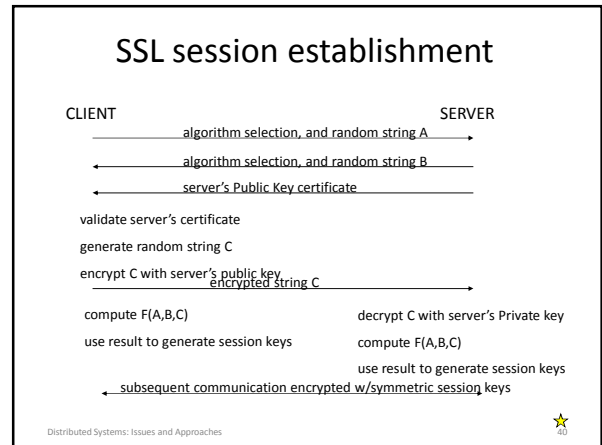 SSL session establishment
CLIENT SERVER
algorithm selection, and random string A
algorithm selection, and random string B
server's Public Key certificate
validate server's certificate
generate random string C
encrypt C with server's public key
encrypted string C
compute F(A,B,C) decrypt C with server's Private key
use result to generate session keys compute F(A,B,C)
use result to generate session keys
subsequent communication encrypted w/symmetric session keys
Distributed Systems: Issues and Approaches 40